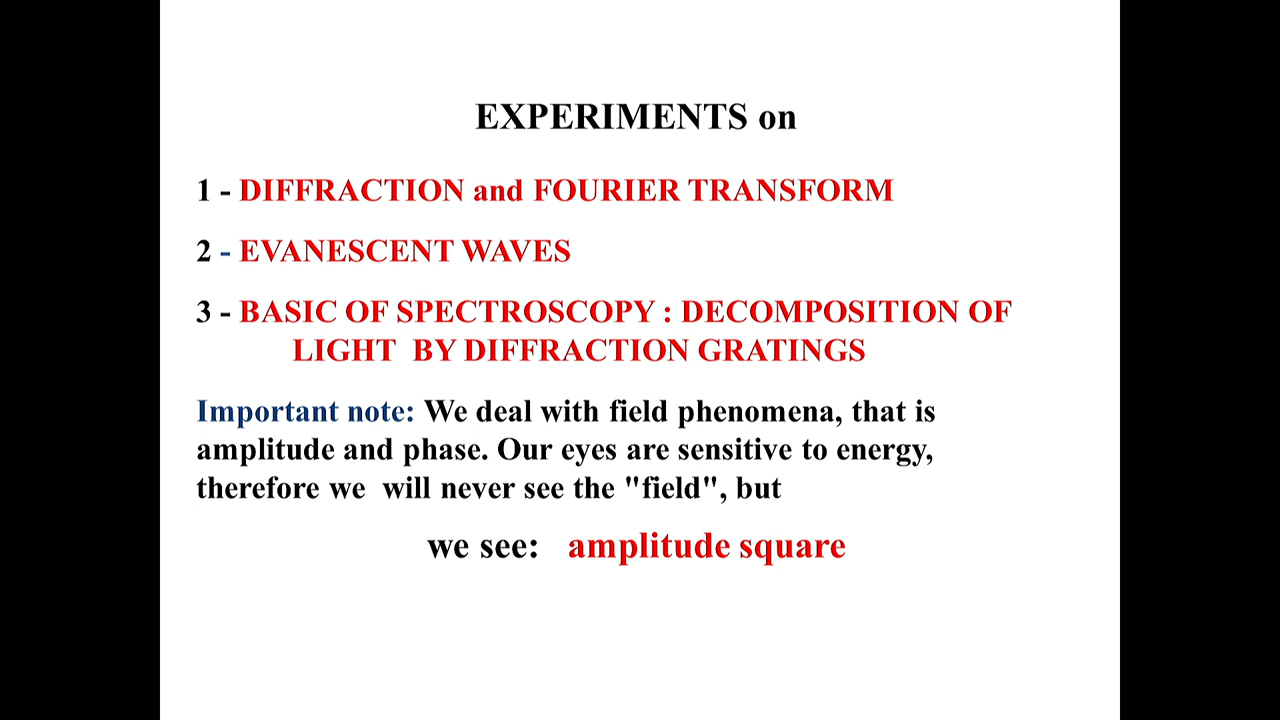 EXPERIMENTS on
1 - DIFFRACTION and FOURIER TRANSFORM
2 - EVANESCENT WAVES
3 - BASIC OF SPECTROSCOPY : DECOMPOSITION OF
LIGHT BY DIFFRACTION GRATINGS
Important note: We deal with field phenomena, that is
amplitude and phase. Our eyes are sensitive to energy,
therefore we will never see the "field", but
we see: amplitude square